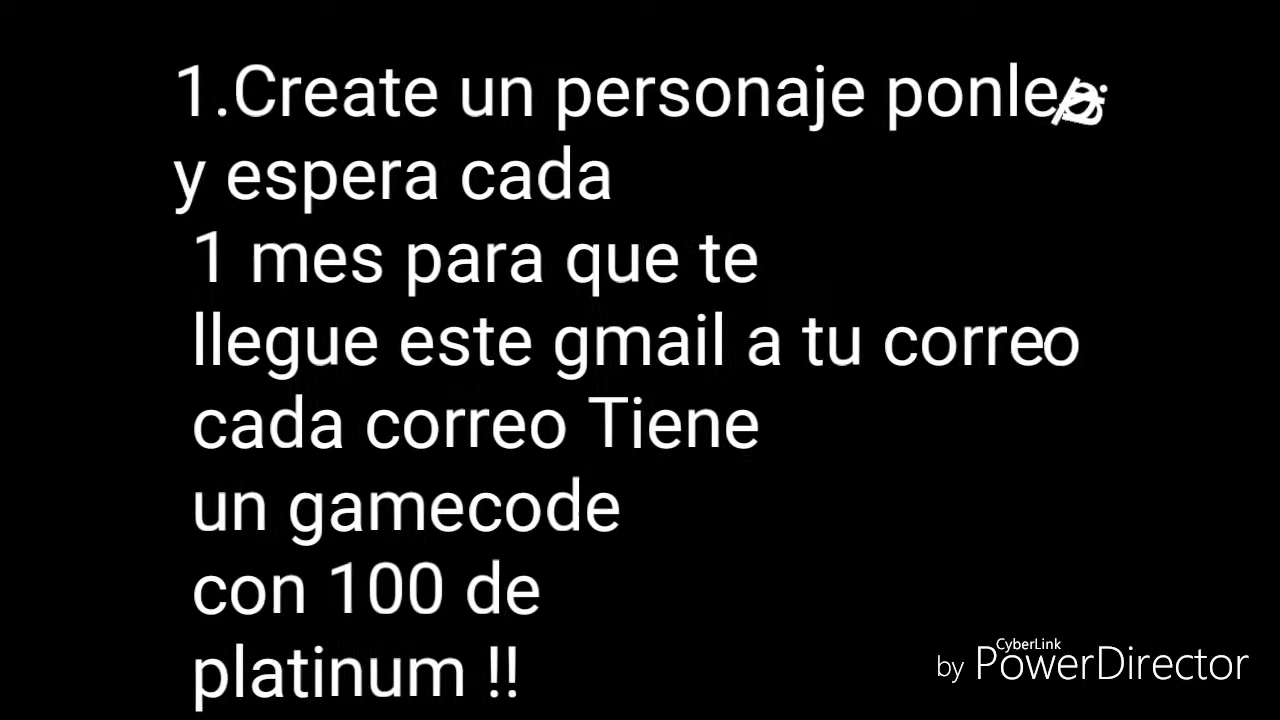 1.Create un personaje ponle
y espera cada
1 mes para que te
llegue este gmail a tu correo
cada correo Tiene
un gamecode
con 100 de
platinum !!
CyberLink
by PowerDirector